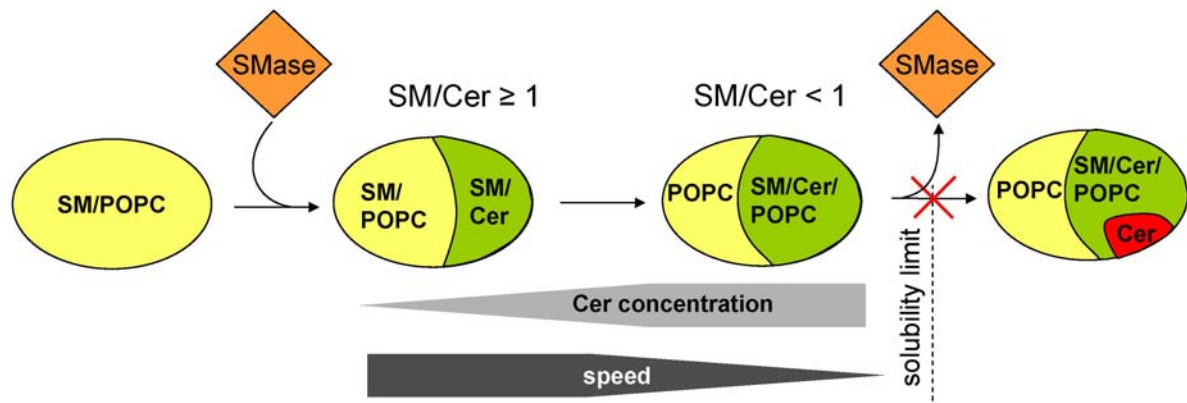 SMase
SMase
SM/Cer ≥ 1
SM/Cer < 1
SM/POPC
SM/
POPC
SM/
Cer
POPC
SM/Cer/
POPC
POPC
SM/Cer/
POPC
Cer
Cer concentration
speed
solubility limit